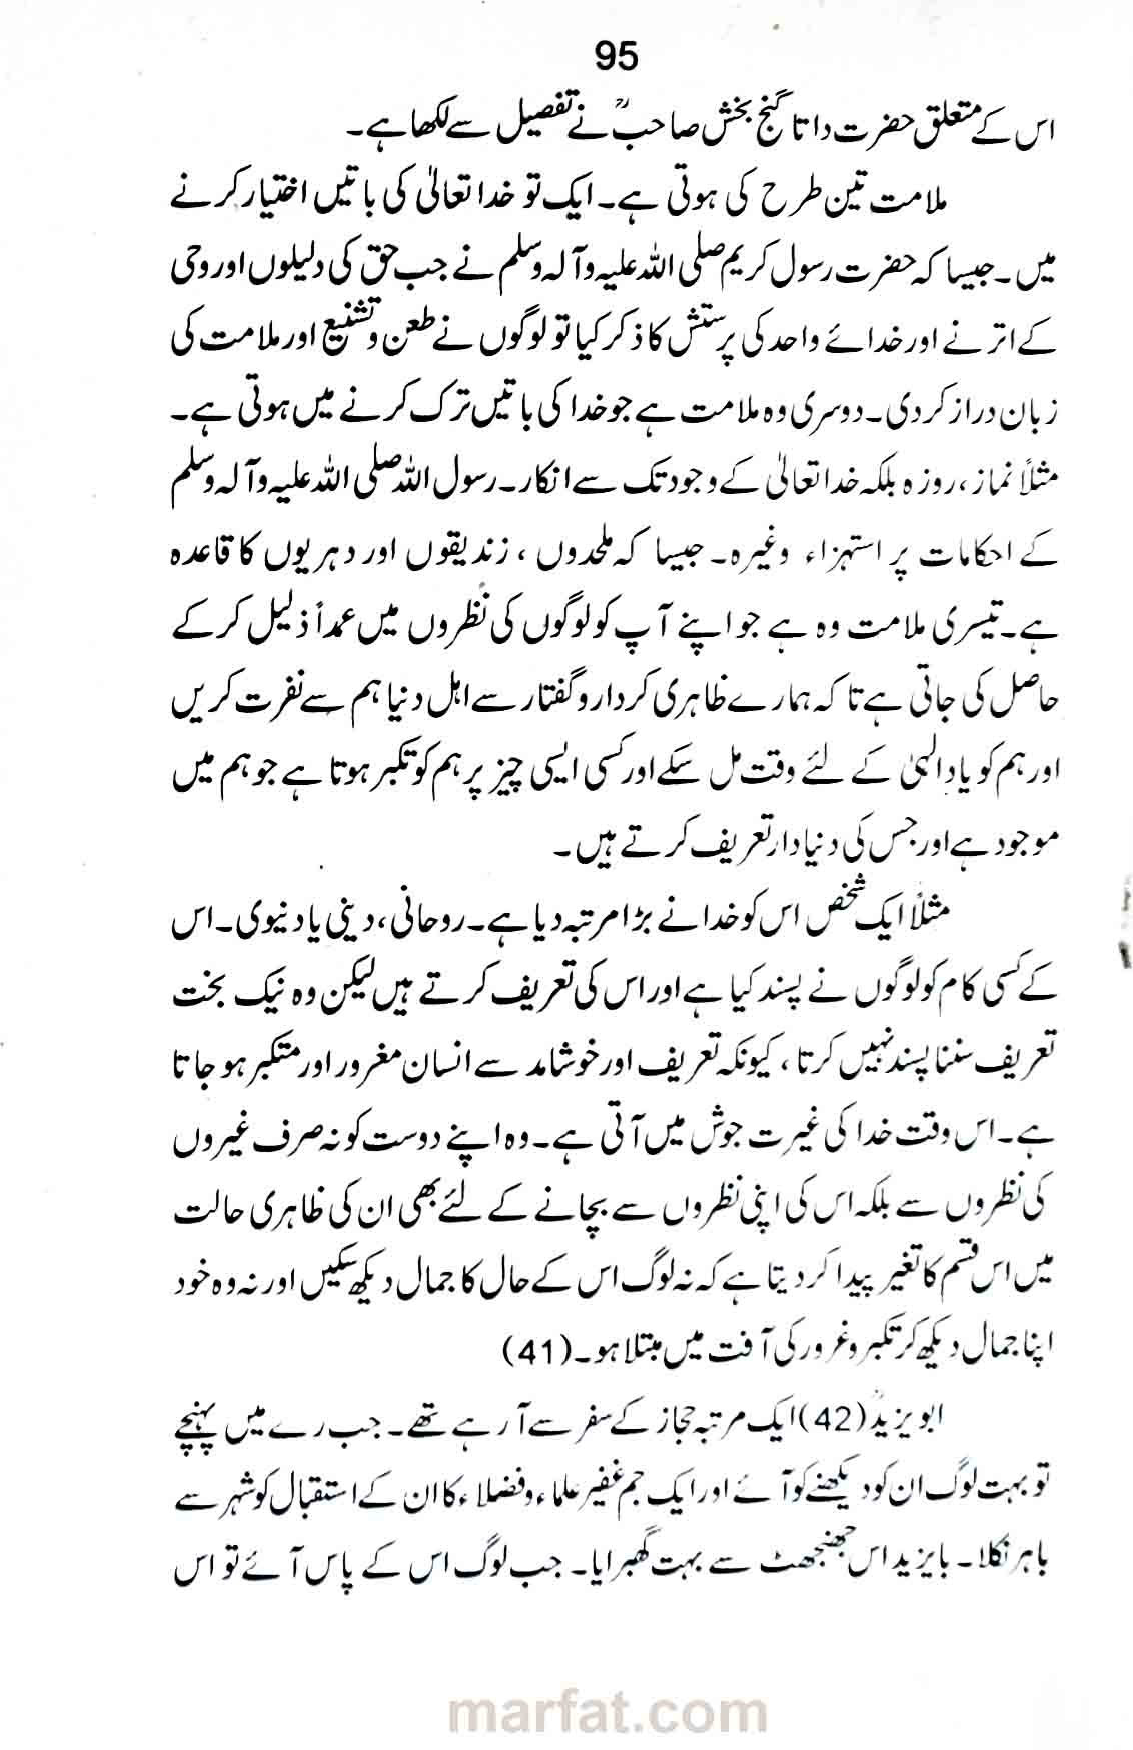 95
اس کے متعلق حضرت داتا گنج بخش صاحبؒ نے تفصیل سے لکھا ہے۔
ملامت تین طرح کی ہوتی ہے۔ ایک تو خدا تعالیٰ کی باتیں اختیار کرنے
میں۔ جیسا کہ حضرت رسول کریم صلی اللہ علیہ وآلہ وسلم نے جب حق کی دلیلوں اور وحی
کے اترنے اور خدائے واحد کی پرستش کا ذکر کیا تو لوگوں نے طعن و تشنیع اور ملامت کی
زبان دراز کر دی۔ دوسری وہ ملامت ہے جو خدا کی باتیں ترک کرنے میں ہوتی ہے۔
مثلاً نماز، روزہ بلکہ خدا تعالیٰ کے وجود تک سے انکار۔ رسول اللہ صلی اللہ علیہ وآلہ وسلم
کے احکامات پر استہزاء وغیرہ۔ جیسا کہ ملحدوں، زندیقوں اور دہریوں کا قاعدہ
ہے۔ تیسری ملامت وہ ہے جو اپنے آپ کو لوگوں کی نظروں میں عمداً ذلیل کر کے
حاصل کی جاتی ہے تا کہ ہمارے ظاہری کردار و گفتار سے اہل دنیا ہم سے نفرت کریں
اور ہم کو یادِ الہیٰ کے لئے وقت مل سکے اور کسی ایسی چیز پر ہم کو تکبر ہوتا ہے جو ہم میں
موجود ہے اور جس کی دنیا دار تعریف کرتے ہیں۔
مثلاً ایک شخص اس کو خدا نے بڑا مرتبہ دیا ہے۔ روحانی، دینی یا دنیوی۔ اس
کے کسی کام کو لوگوں نے پسند کیا ہے اور اس کی تعریف کرتے ہیں لیکن وہ نیک بخت
تعریف سننا پسند نہیں کرتا، کیونکہ تعریف اور خوشامد سے انسان مغرور اور متکبر ہو جاتا
ہے۔ اس وقت خدا کی غیرت جوش میں آتی ہے۔ وہ اپنے دوست کو نہ صرف غیروں
کی نظروں سے بلکہ اس کی اپنی نظروں سے بچانے کے لئے بھی ان کی ظاہری حالت
میں اس قسم کا تغیر پیدا کر دیتا ہے کہ نہ لوگ اس کے حال کا جمال دیکھ سکیں اور نہ وہ خود
اپنا جمال دیکھ کر تکبر و غرور کی آفت میں مبتلا ہو۔ (41)
ابو یزیدؒ (42) ایک مرتبہ حجاز کے سفر سے آ رہے تھے۔ جب رے میں پہنچے
تو بہت لوگ ان کو دیکھنے کو آئے اور ایک جم غفیر علماء و فضلاء کا ان کے استقبال کو شہر سے
باہر نکلا۔ بایزید اس جھنجھٹ سے بہت گھبرایا۔ جب لوگ اس کے پاس آئے تو اس
marfat.com